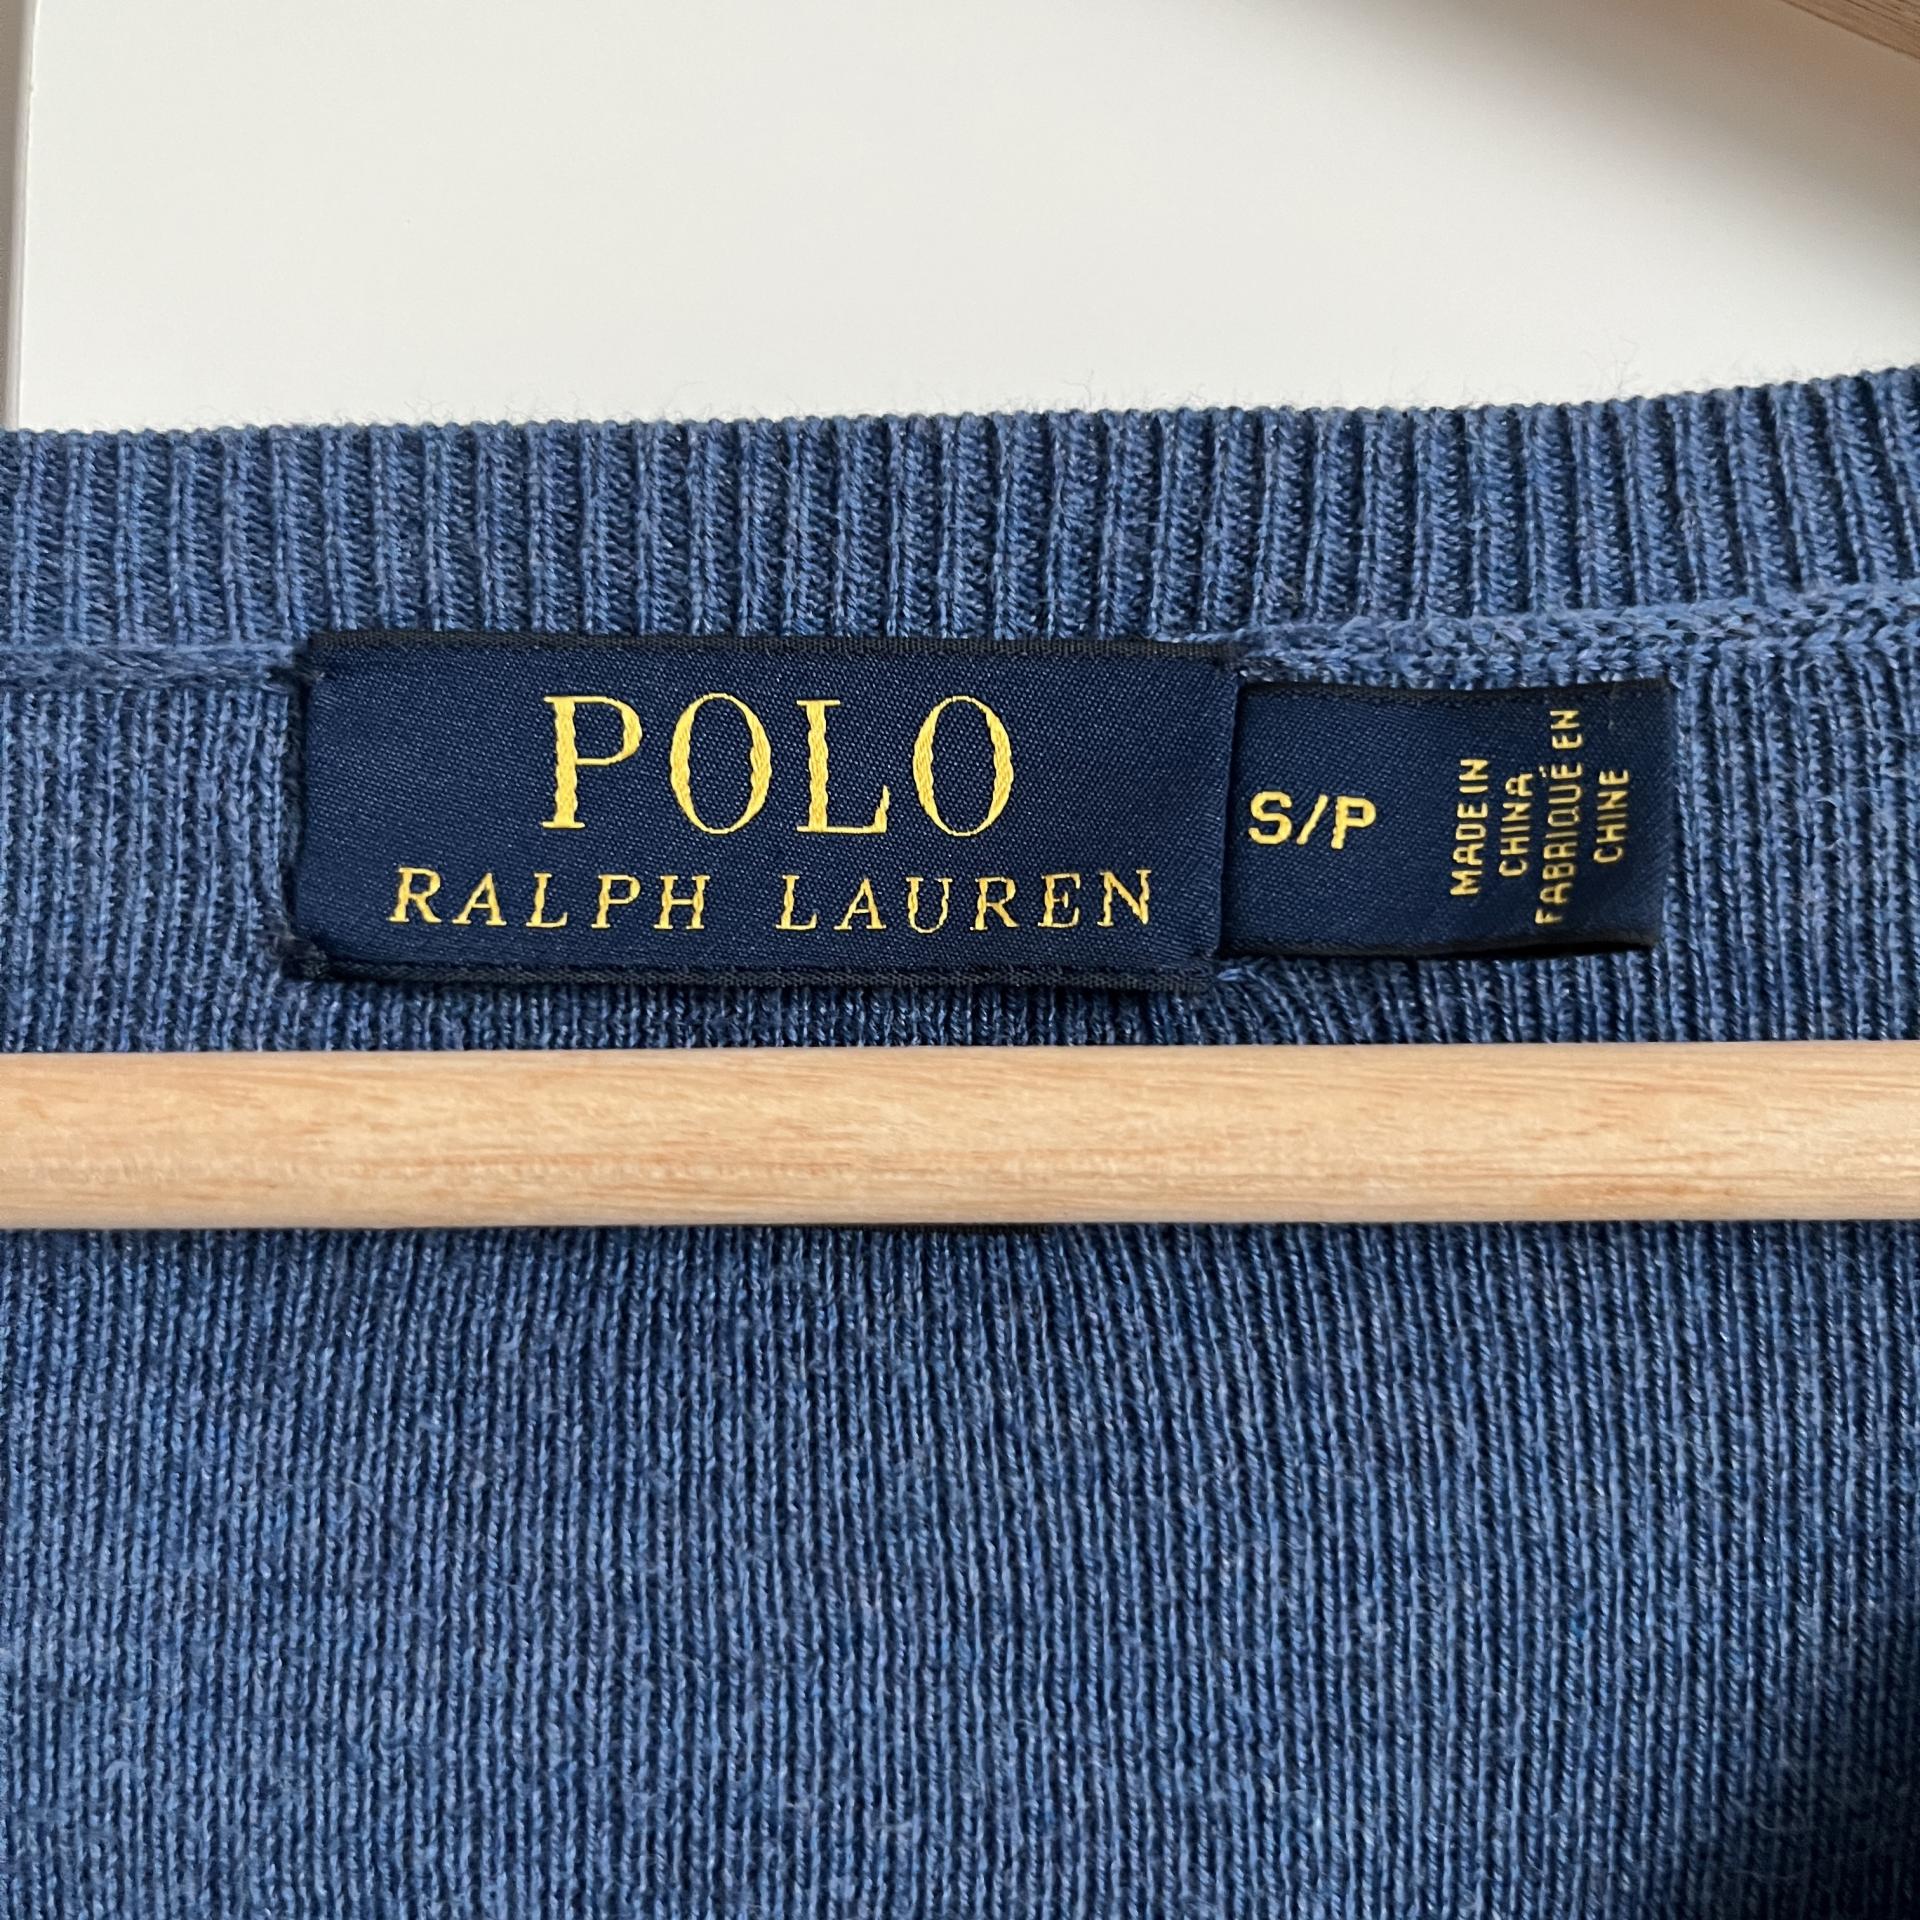 POLO
RALPH LAUREN
S/P
MADE IN
CHINA
FABRIQUÉ EN
CHINE